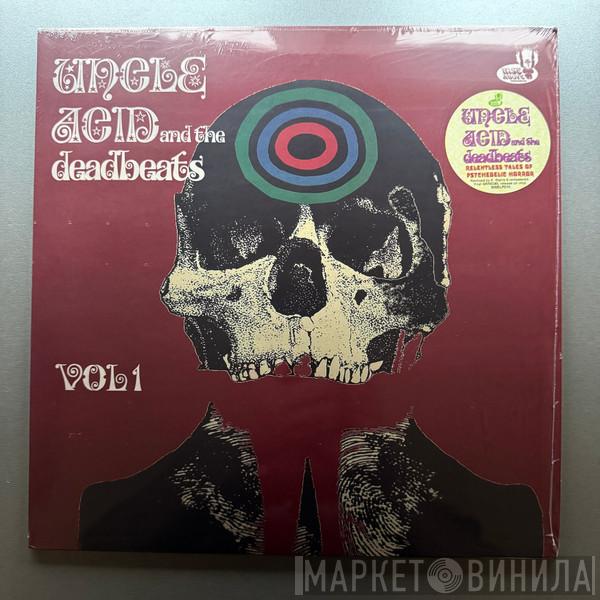 UNCLE
ACID and the
deadbeats
VOL 1
UNCLE
ACID and the
deadbeats
RELENTLESS TALES OF
PSYCHEDELIC HORROR
МАРКЕТ ВИНИЛА